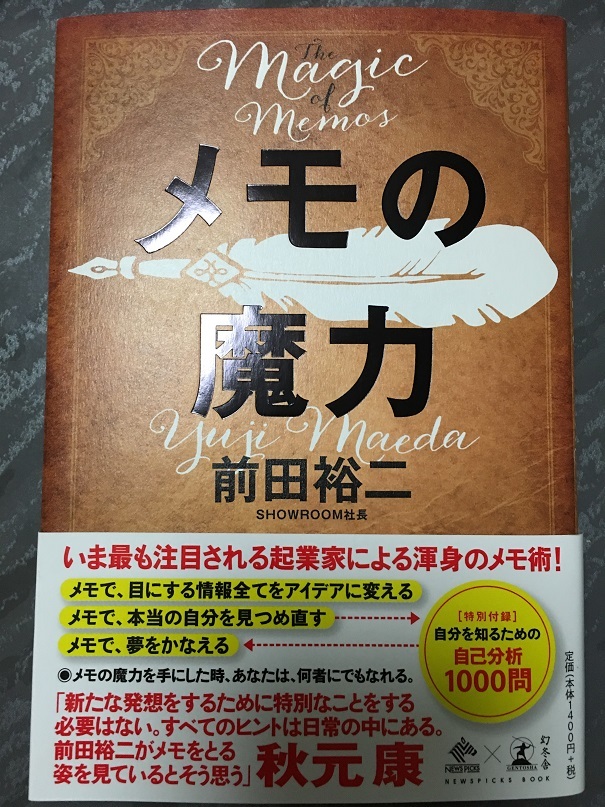 The
Magic
of
Memos
メモの
魔力
Yuji Maeda
前田裕二
SHOWROOM社長
いま最も注目される起業家による渾身のメモ術!
メモで、目にする情報全てをアイデアに変える
メモで、本当の自分を見つめ直す
メモで、夢をかなえる
[特別付録]
自分を知るための
自己分析
1000問
◉メモの魔力を手にした時、あなたは、何者にでもなれる。
「新たな発想をするために特別なことをする
必要はない。すべてのヒントは日常の中にある。
前田裕二がメモをとる
姿を見ているとそう思う」秋元 康
NEWSPICKS
×
GENTOSHA
幻冬舎
NEWSPICKS BOOK
定価(本体1400円+税)